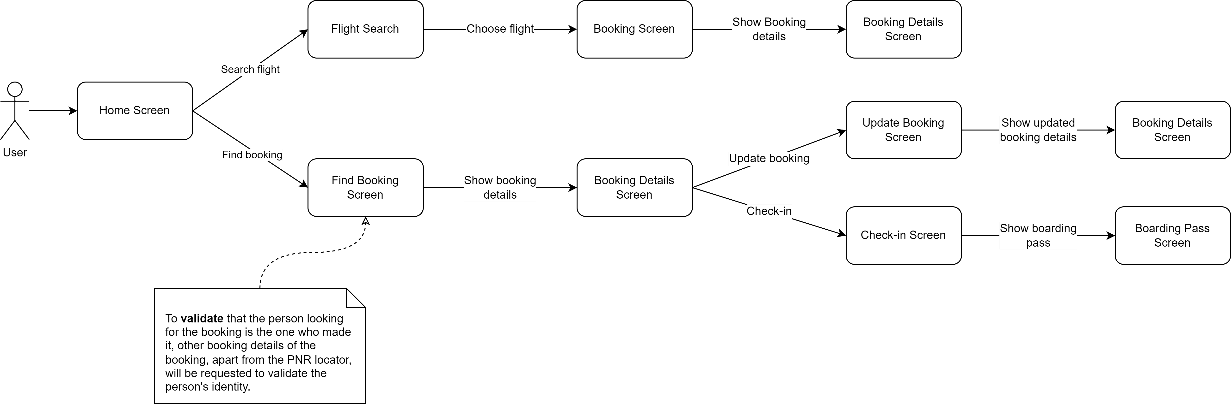 Flight Search
Choose flight
Booking Screen
Show Booking
details
Booking Details
Screen
Search flight
User
Home Screen
Find booking
Find Booking
Screen
Show booking
details
Booking Details
Screen
Update booking
Update Booking
Screen
Show updated
booking details
Booking Details
Screen
Check-in
Check-in Screen
Show boarding
pass
Boarding Pass
Screen
To validate that the person looking
for the booking is the one who made
it, other booking details of the
booking, apart from the PNR locator,
will be requested to validate the
person's identity.